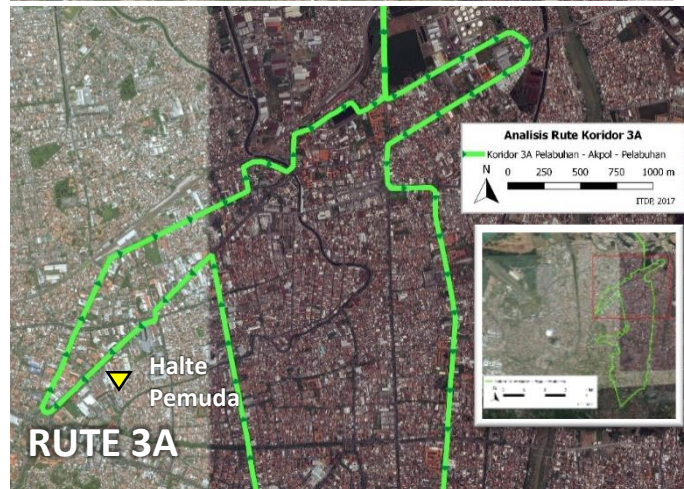 Analisis Rute Koridor 3A
Koridor 3A Pelabuhan - Akpol - Pelabuhan
N
0 250 500 750 1000 m
ITDP, 2017
Halte
Pemuda
RUTE 3A